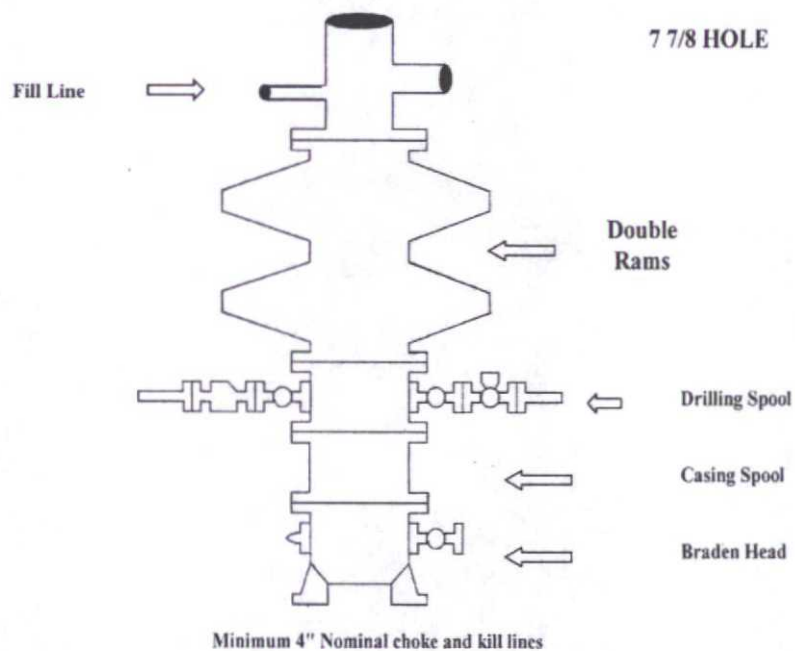 7 7/8 HOLE
Fill Line
Double
Rams
Drilling Spool
Casing Spool
Braden Head
Minimum 4" Nominal choke and kill lines